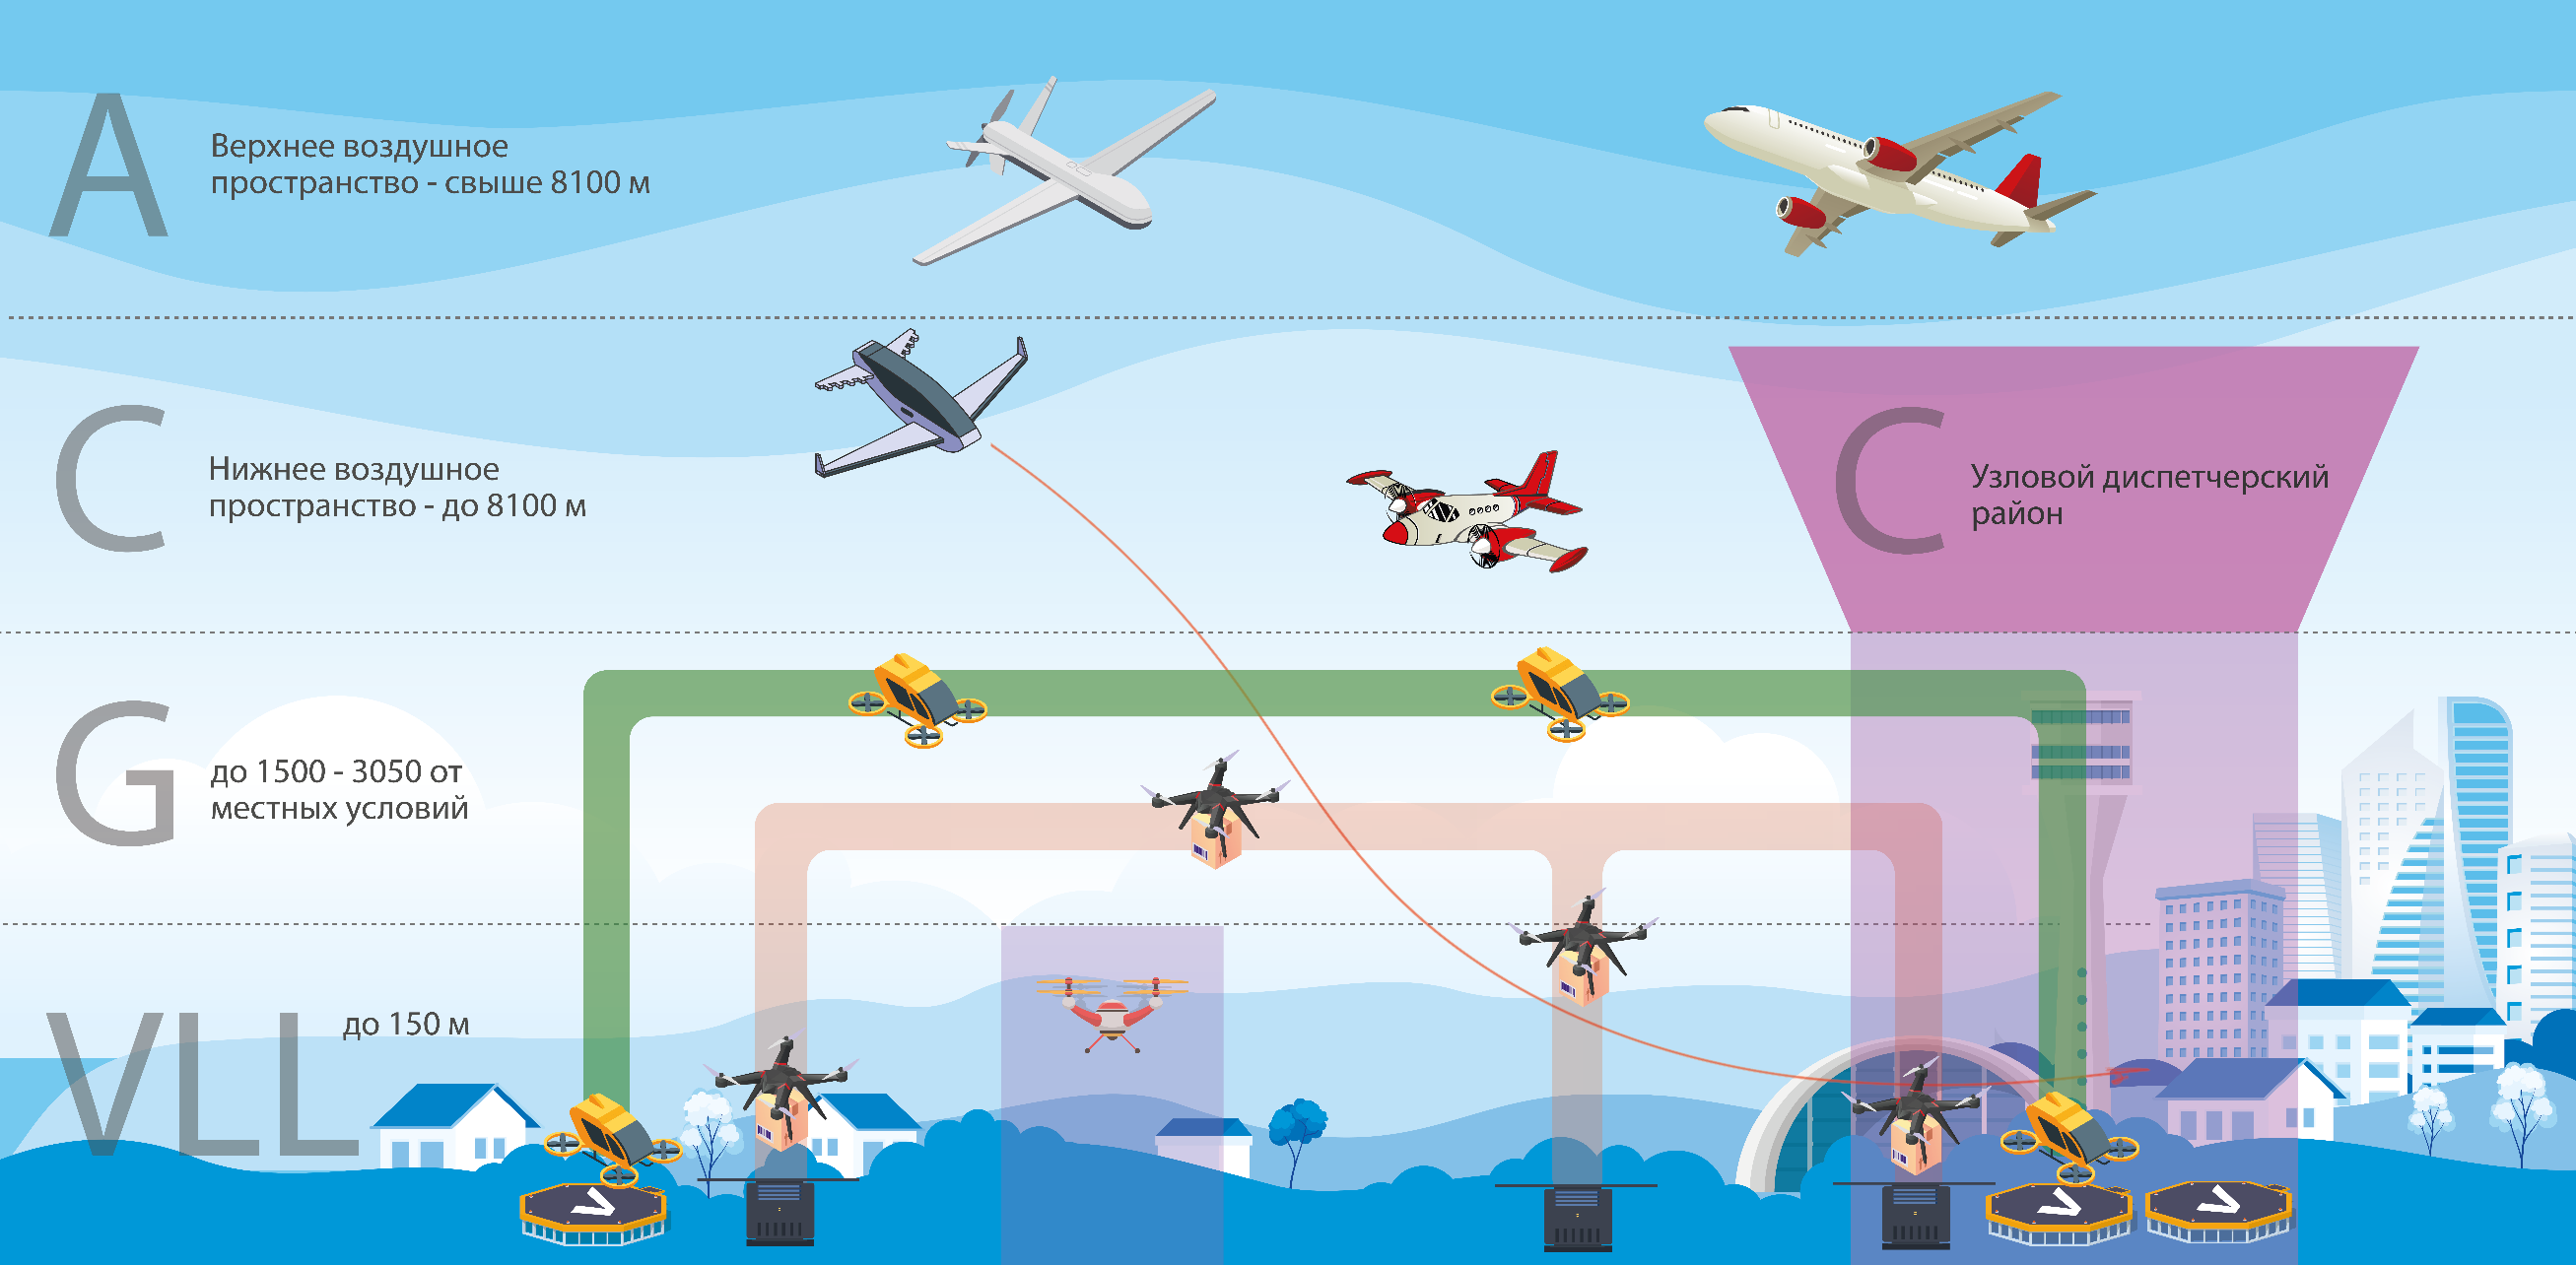 A
Верхнее воздушное
пространство - свыше 8100 м
C
Нижнее воздушное
пространство - до 8100 м
C
Узловой диспетчерский
район
G
до 1500 - 3050 от
местных условий
VLL
до 150 м
V
V
V